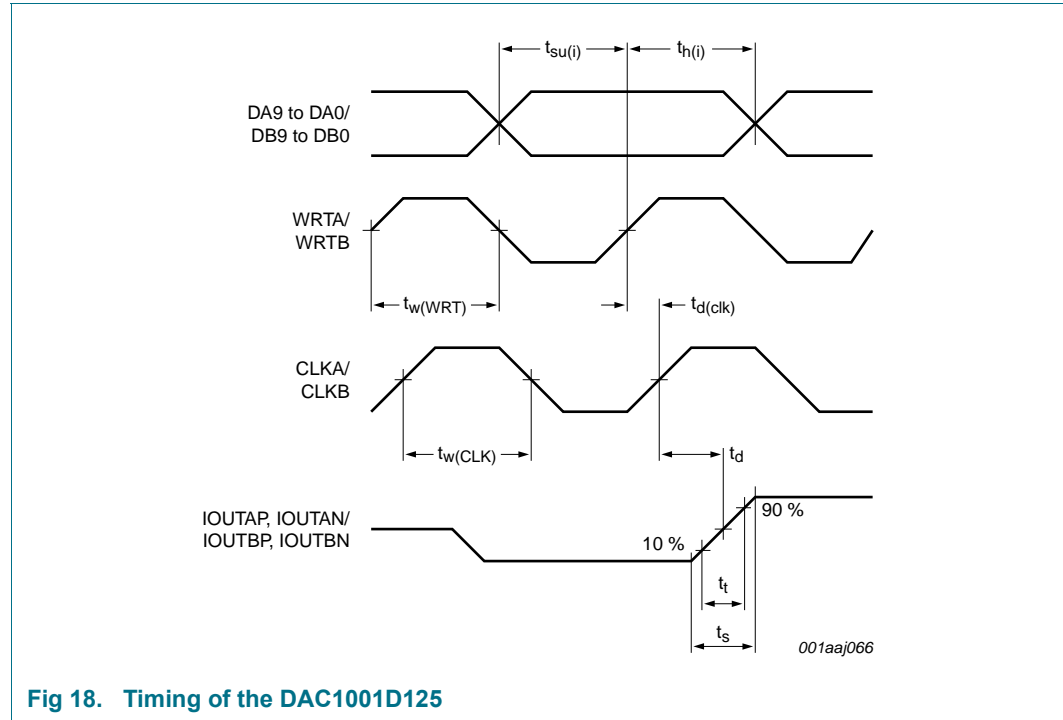 tsu(i)
th(i)
DA9 to DA0/
DB9 to DB0
WRTA/
WRTB
tw(WRT)
td(clk)
CLKA/
CLKB
tw(CLK)
td
IOUTAP, IOUTAN/
IOUTBP, IOUTBN
90 %
10 %
tt
ts
001aaj066
Fig 18. Timing of the DAC1001D125